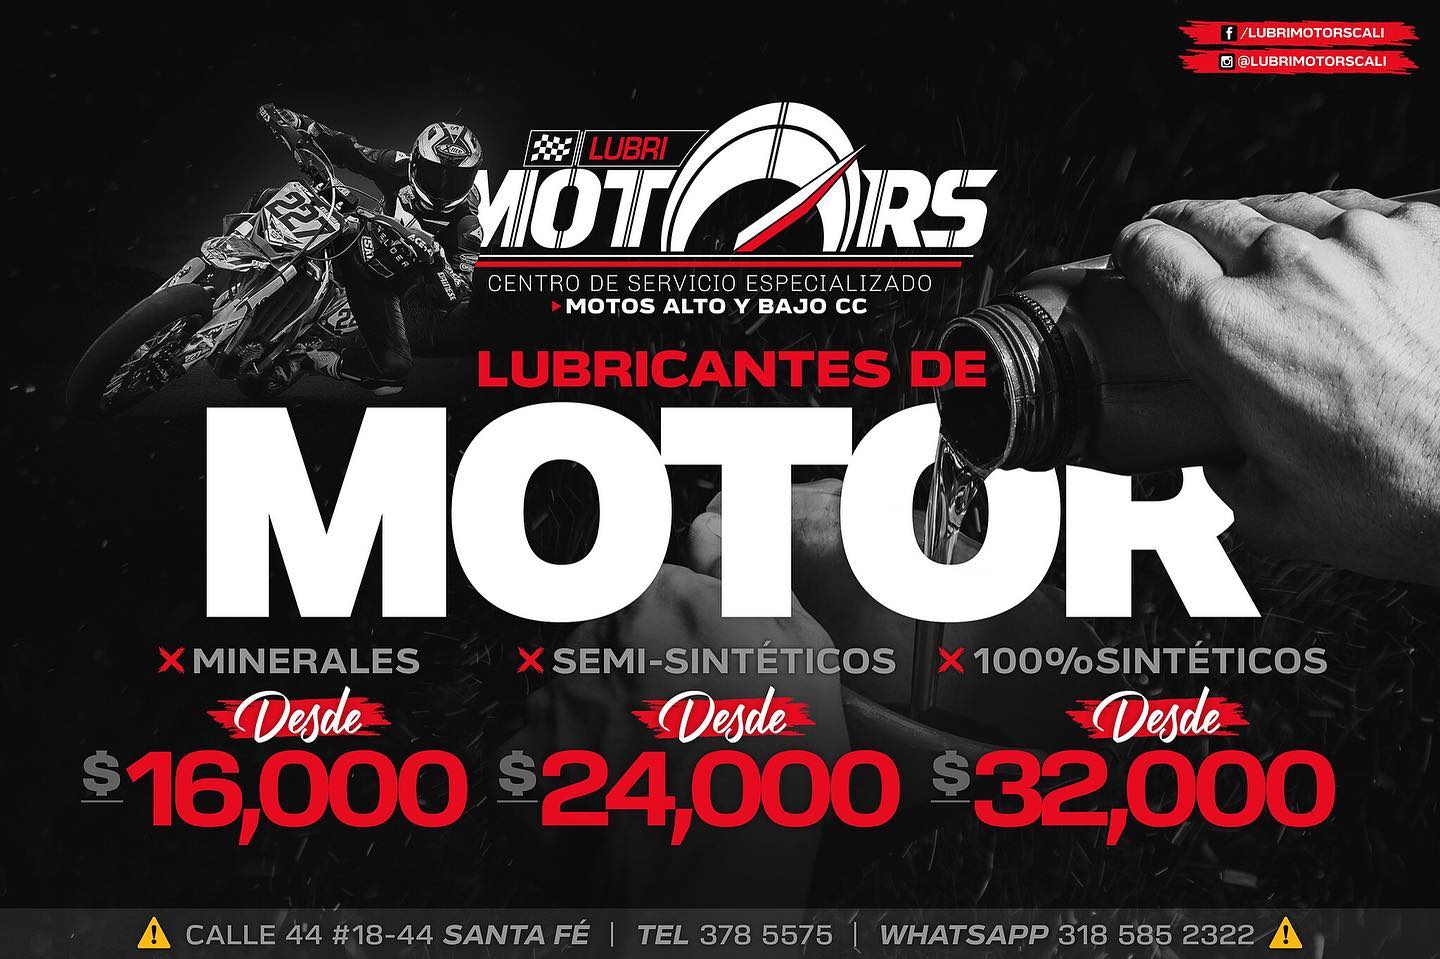 /LUBRIMOTORSCALI
@LUBRIMOTORSCALI
LUBRI
MOTORS
CENTRO DE SERVICIO ESPECIALIZADO
MOTOS ALTO Y BAJO CC
227
LUBRICANTES DE
MOTOR
X MINERALES X SEMI-SINTÉTICOS X 100%SINTÉTICOS
Desde Desde Desde
$16,000 $24,000 $32,000
CALLE 44 #18-44 SANTA FÉ | TEL 378 5575 | WHATSAPP 318 585 2322